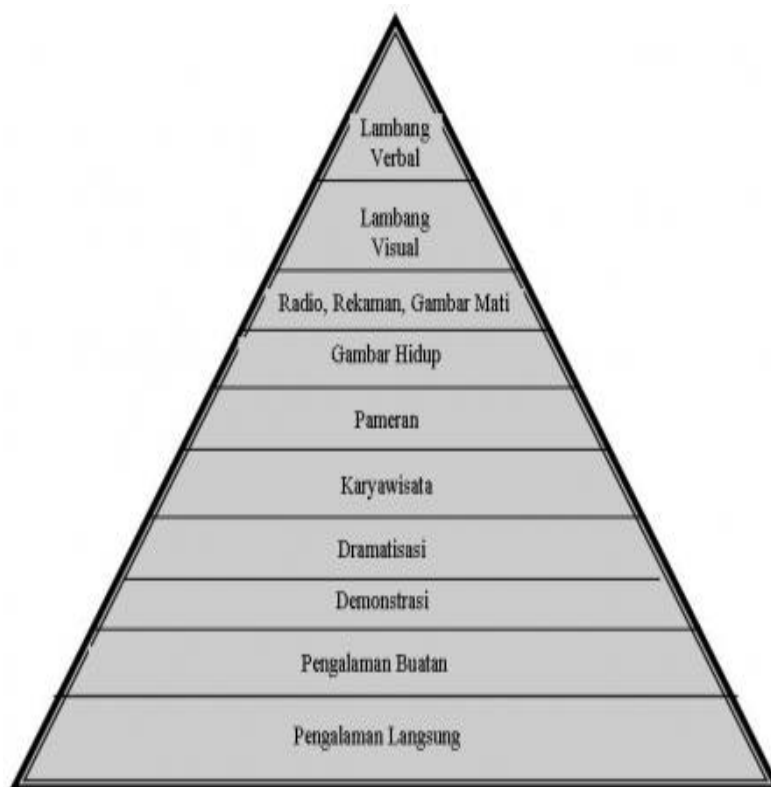 Lambang
Verbal
Lambang
Visual
Radio, Rekaman, Gambar Mati
Gambar Hidup
Pameran
Karyawisata
Dramatisasi
Demonstrasi
Pengalaman Buatan
Pengalaman Langsung